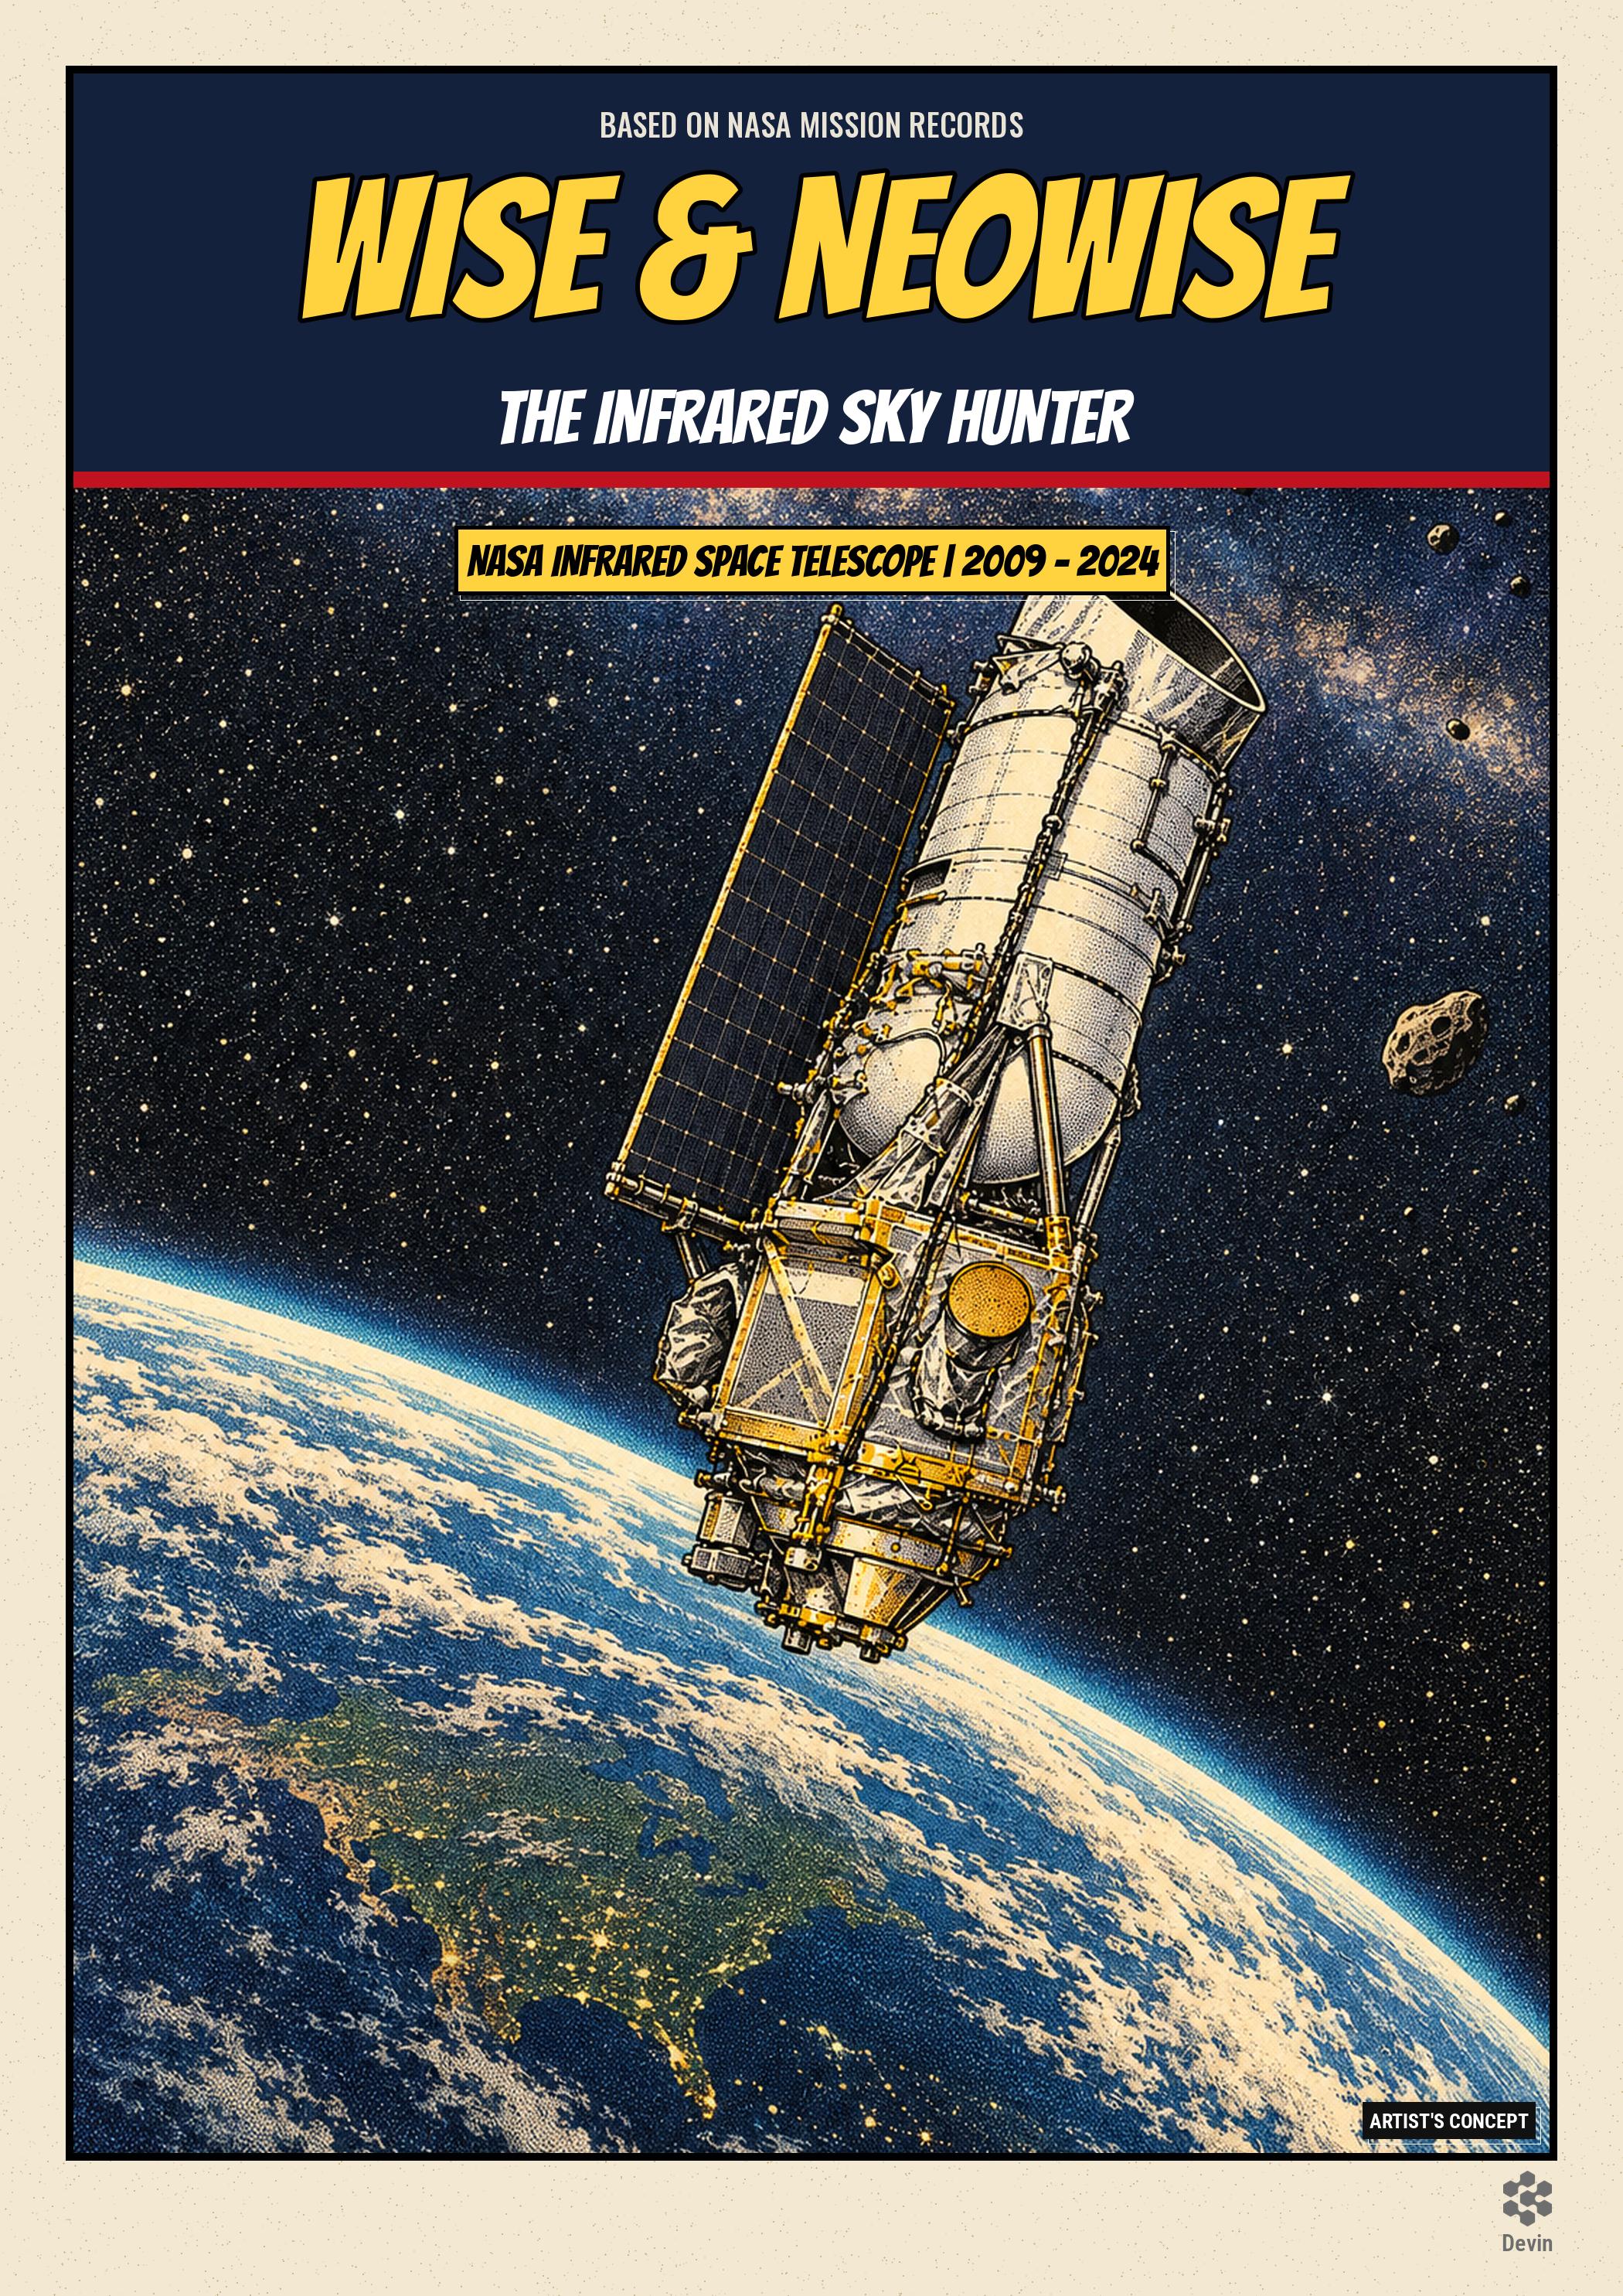 BASED ON NASA MISSION RECORDS
WISE & NEOWISE
THE INFRARED SKY HUNTER
NASA INFRARED SPACE TELESCOPE | 2009 – 2024
ARTIST'S CONCEPT
Devin